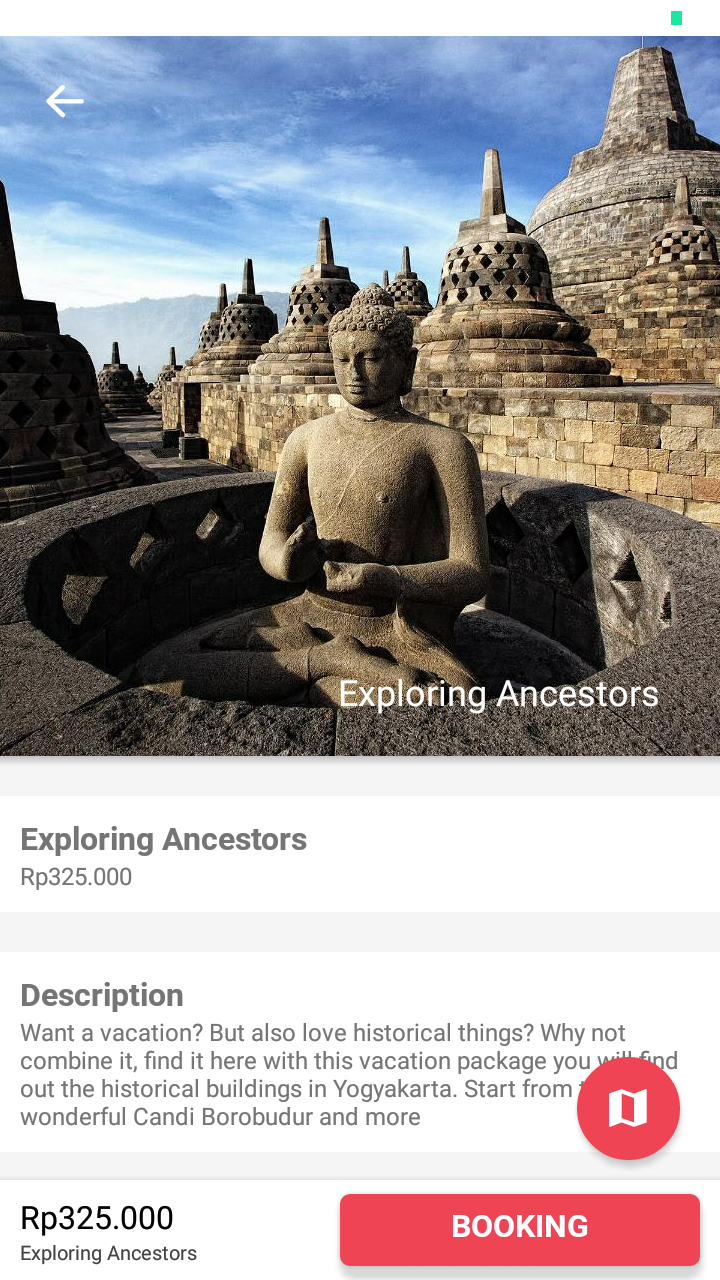 Exploring Ancestors
Exploring Ancestors
Rp325.000
Description
Want a vacation? But also love historical things? Why not
combine it, find it here with this vacation package you will find
out the historical buildings in Yogyakarta. Start from
wonderful Candi Borobudur and more
Rp325.000
BOOKING
Exploring Ancestors